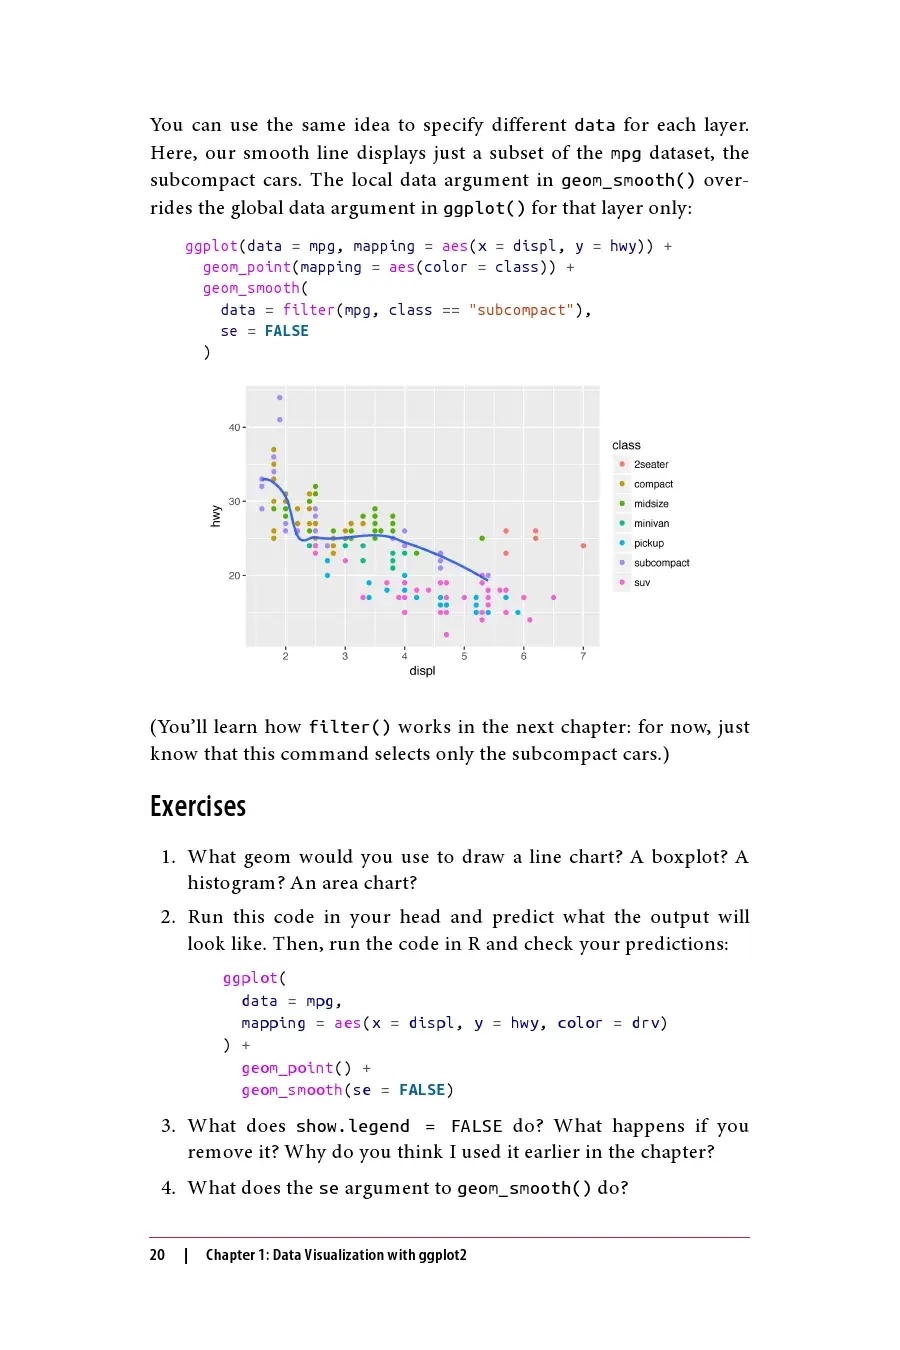 You can use the same idea to specify different data for each layer.
Here, our smooth line displays just a subset of the mpg dataset, the
subcompact cars. The local data argument in geom_smooth() over-
rides the global data argument in ggplot() for that layer only:
ggplot(data = mpg, mapping = aes(x = displ, y = hwy)) +
  geom_point(mapping = aes(color = class)) +
  geom_smooth(
    data = filter(mpg, class == "subcompact"),
    se = FALSE
  )
40
30
20
hwy
2 3 4 5 6 7
displ
class
2seater
compact
midsize
minivan
pickup
subcompact
suv
(You’ll learn how filter() works in the next chapter: for now, just
know that this command selects only the subcompact cars.)
Exercises
1. What geom would you use to draw a line chart? A boxplot? A
histogram? An area chart?
2. Run this code in your head and predict what the output will
look like. Then, run the code in R and check your predictions:
ggplot(
  data = mpg,
  mapping = aes(x = displ, y = hwy, color = drv)
) +
  geom_point() +
  geom_smooth(se = FALSE)
3. What does show.legend = FALSE do? What happens if you
remove it? Why do you think I used it earlier in the chapter?
4. What does the se argument to geom_smooth() do?
20 | Chapter 1: Data Visualization with ggplot2